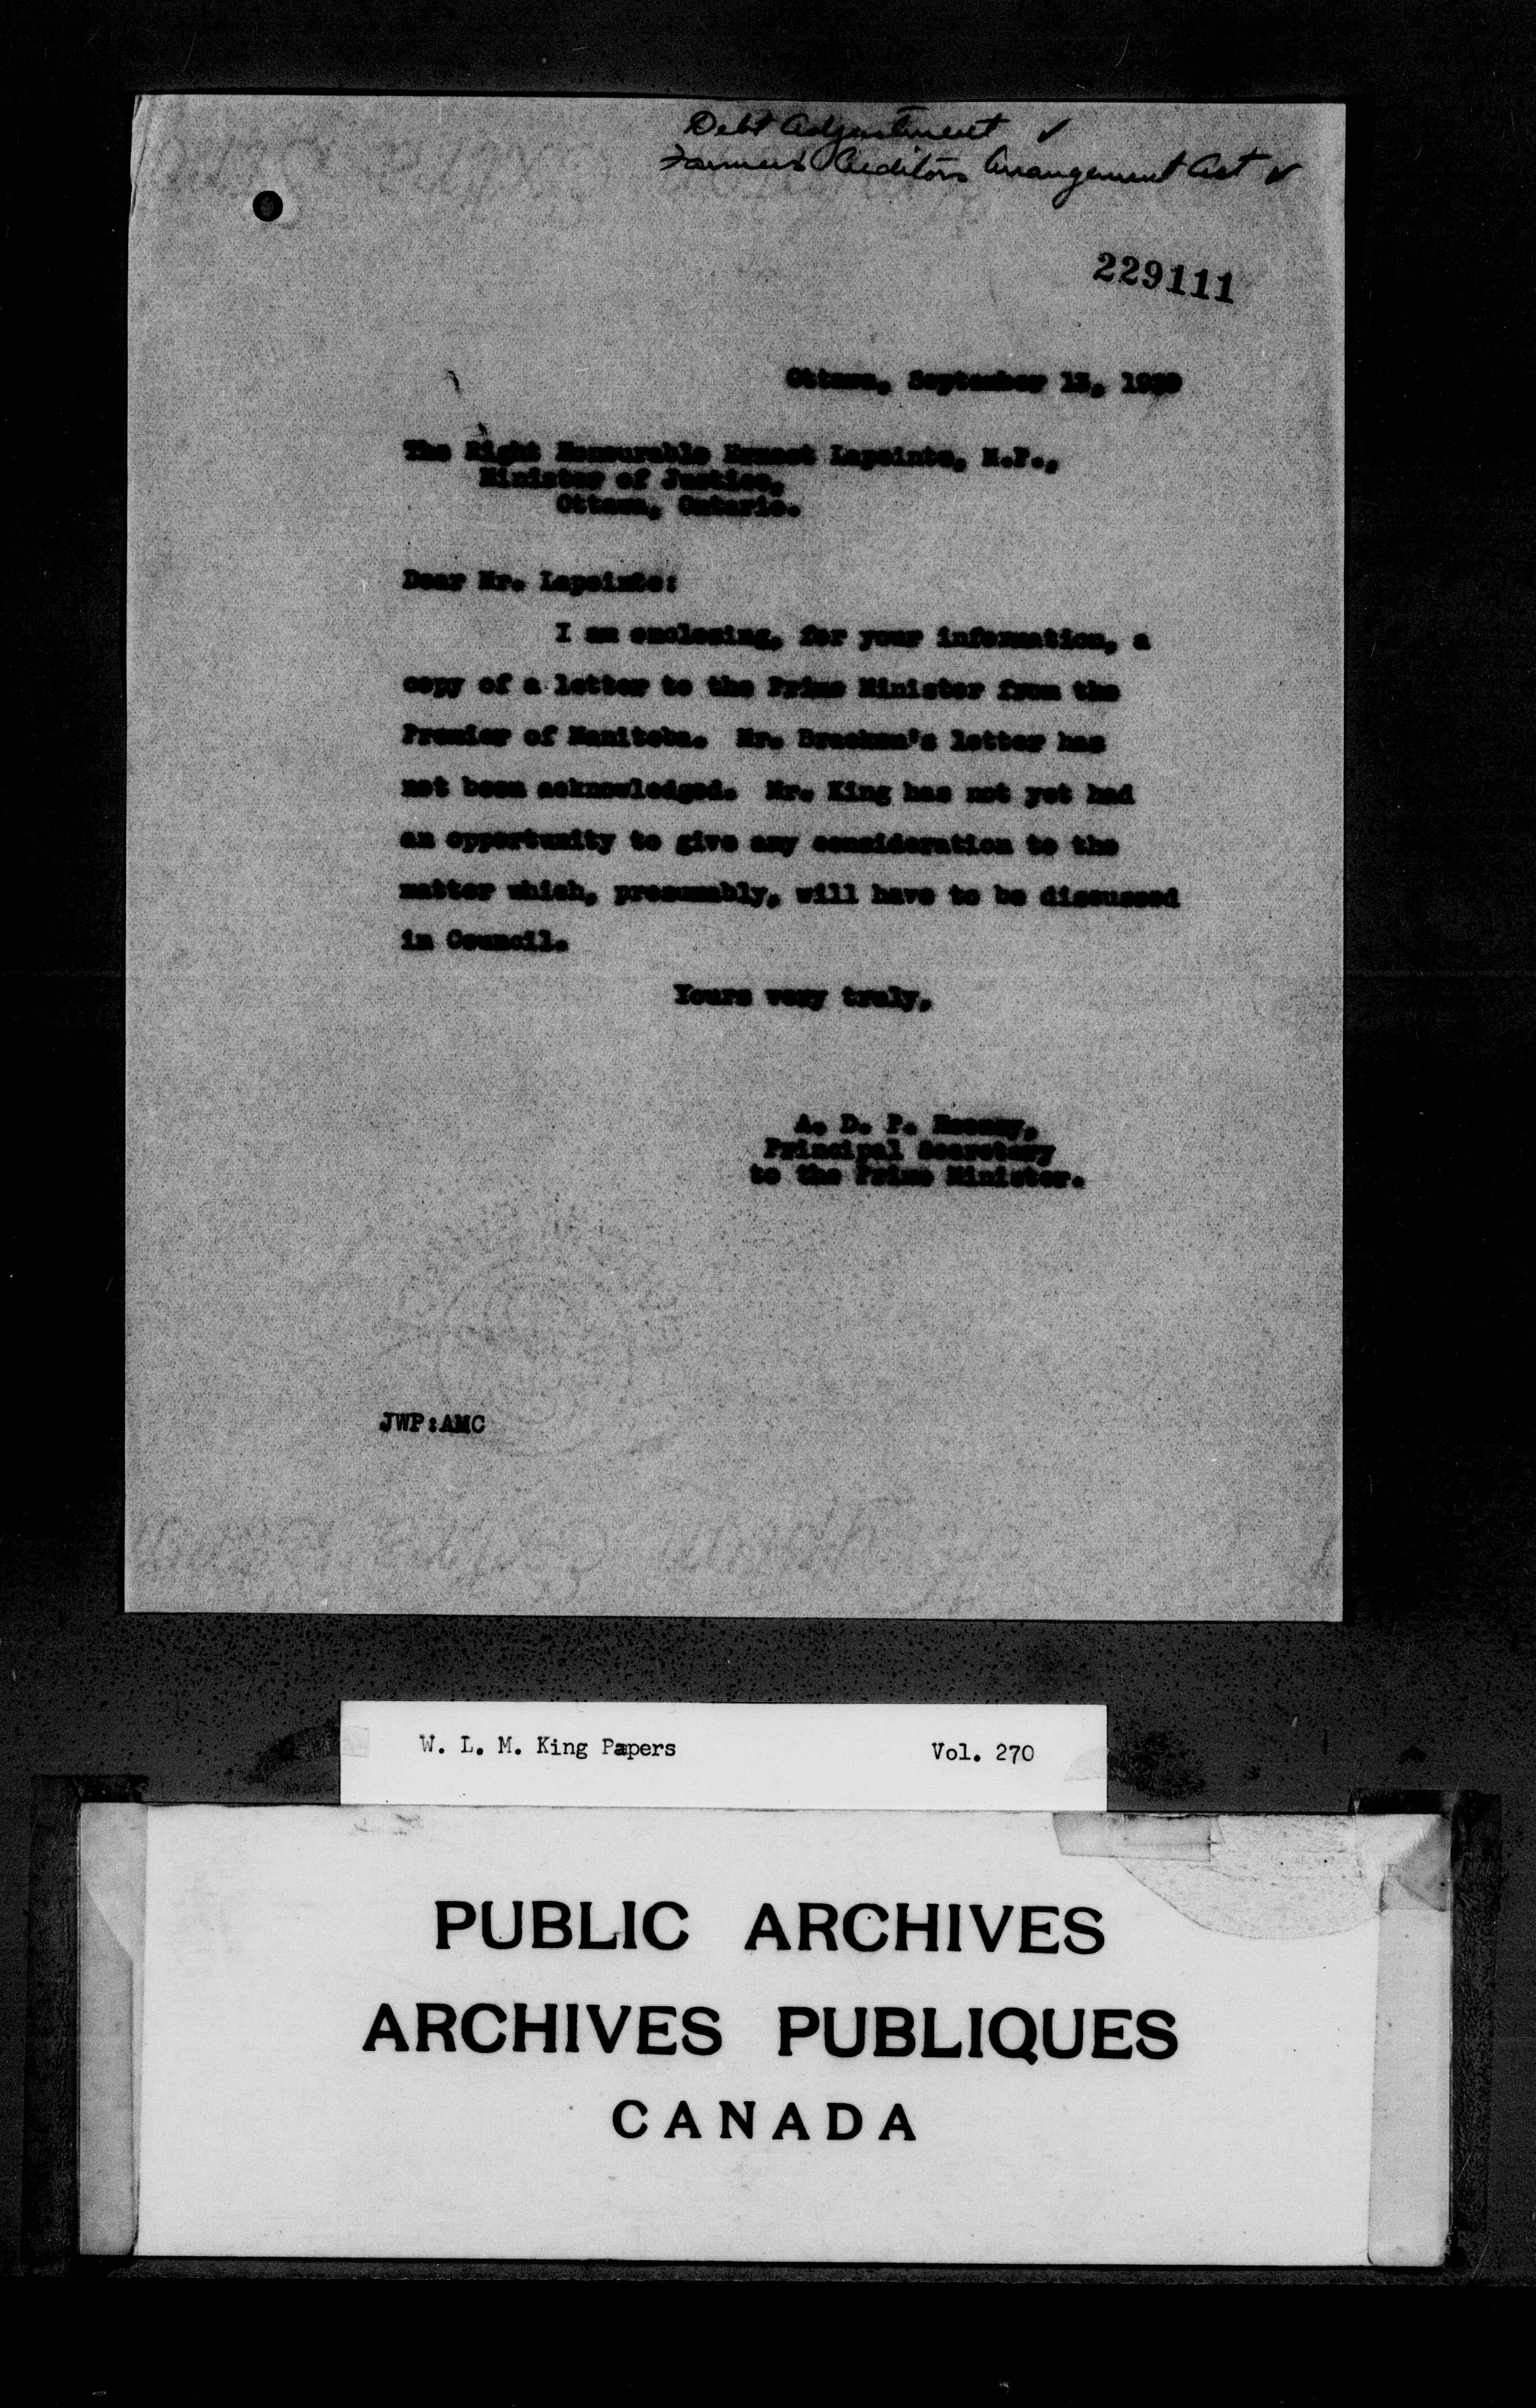 Debt Adjustment ✓
Farmers Creditors Arrangement Act ✓
229111
Ottawa, September 13, 1939
The Right Honourable Ernest Lapointe, M.P.,
Minister of Justice,
Ottawa, Ontario.
Dear Mr. Lapointe:
I am enclosing, for your information, a
copy of a letter to the Prime Minister from the
Premier of Manitoba. Mr. Bracken's letter has
not been acknowledged. Mr. King has not yet had
an opportunity to give any consideration to the
matter which, presumably, will have to be discussed
in Council.
Yours very truly,
A. D. P. Heeney,
Principal Secretary
to the Prime Minister.
JWP:AMC
W. L. M. King Papers Vol. 270
PUBLIC ARCHIVES
ARCHIVES PUBLIQUES
CANADA